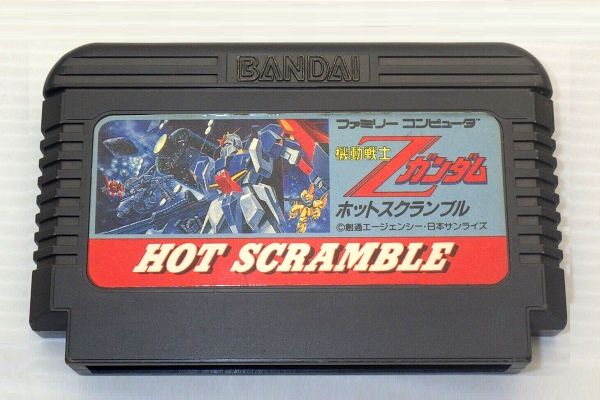 BANDAI
ファミリー コンピュータ
機動戦士
Zガンダム
ホットスクランブル
©創通エージェンシー・日本サンライズ
HOT SCRAMBLE